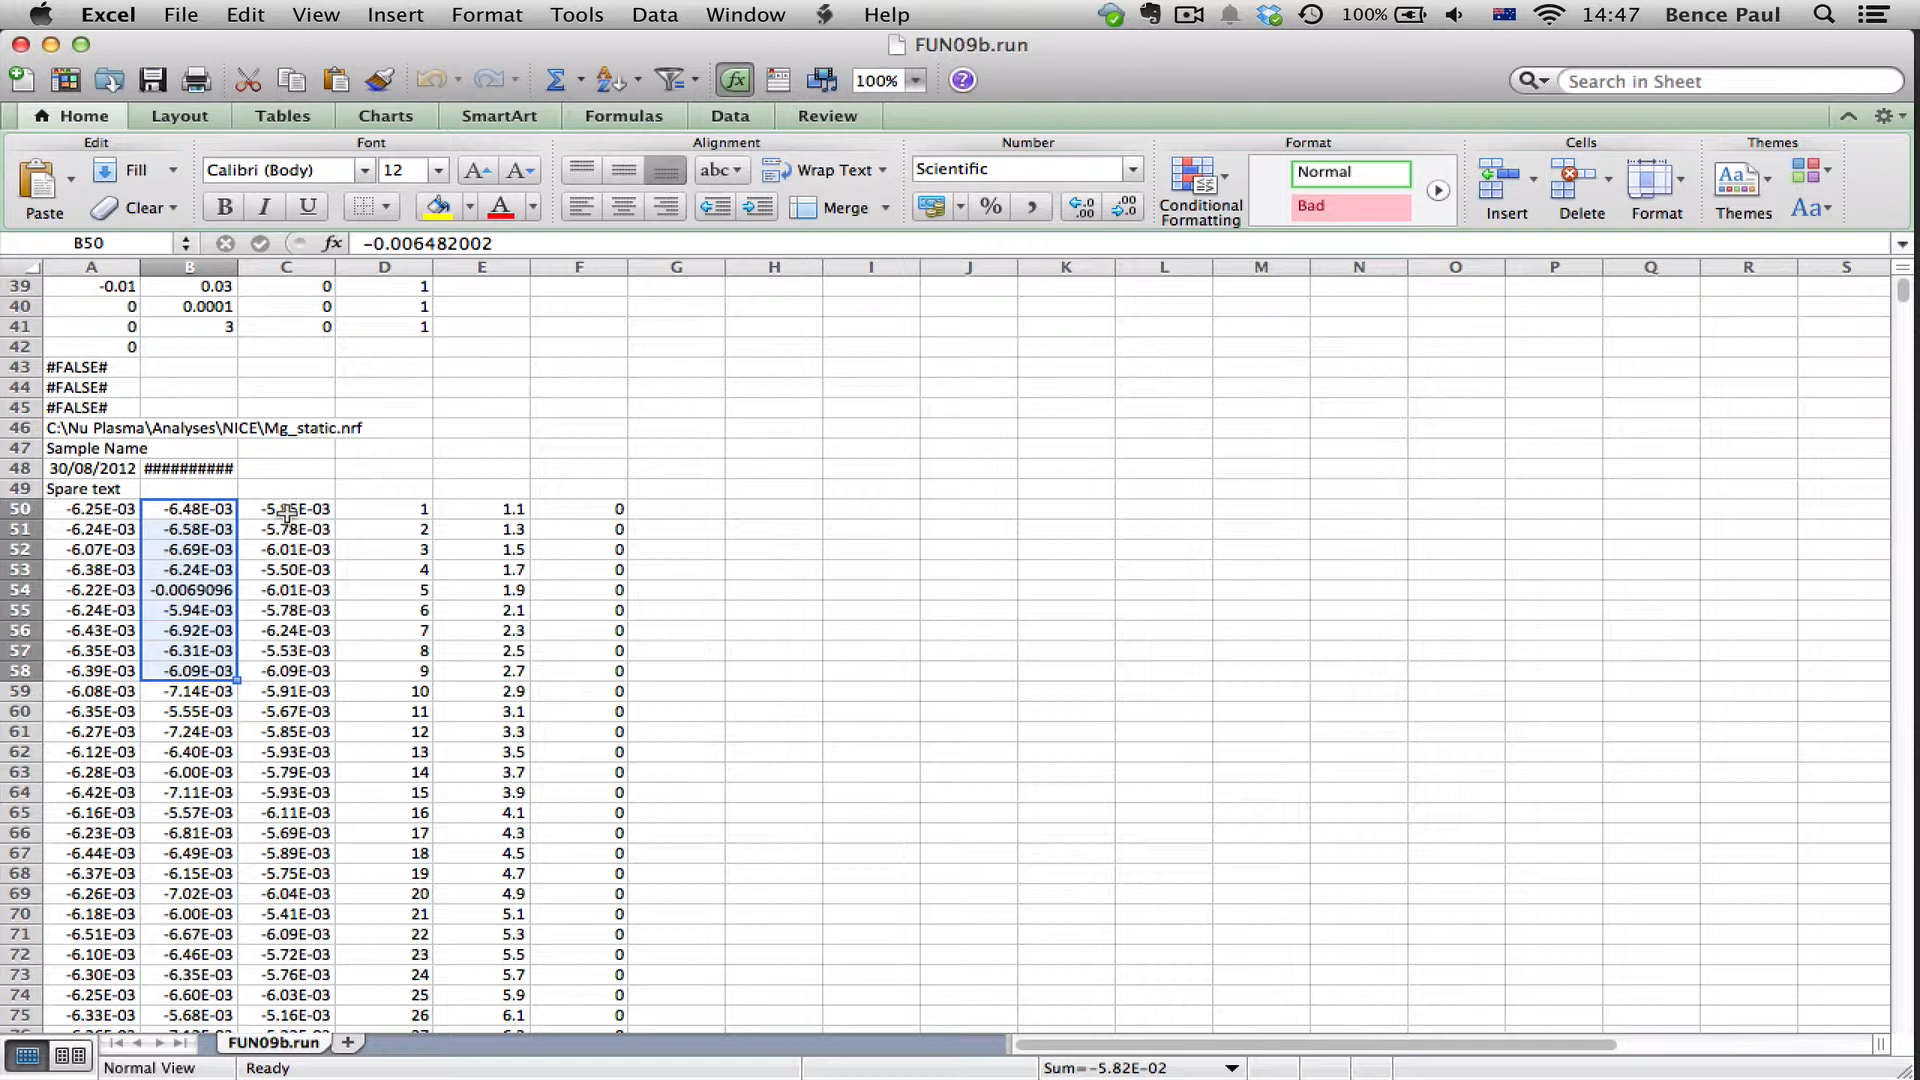 Excel File Edit View Insert Format Tools Data Window Help 100% 14:47 Bence Paul
FUN09b.run
100% Search in Sheet
Home Layout Tables Charts SmartArt Formulas Data Review
Edit Font Alignment Number Format Cells Themes
Fill Calibri (Body) 12 A A abc Wrap Text Scientific Normal
Paste Clear B I U A Merge % Conditional Formatting Bad Insert Delete Format Themes Aa
B50 fx -0.006482002
A B C D E F G H I J K L M N O P Q R S
39 -0.01 0.03 0 1
40 0 0.0001 0 1
41 0 3 0 1
42 0
43 #FALSE#
44 #FALSE#
45 #FALSE#
46 C:\Nu Plasma\Analyses\NICE\Mg_static.nrf
47 Sample Name
48 30/08/2012 ##########
49 Spare text
50 -6.25E-03 -6.48E-03 1 1.1 0
51 -6.24E-03 -6.58E-03 -5.78E-03 2 1.3 0
52 -6.07E-03 -6.69E-03 -6.01E-03 3 1.5 0
53 -6.38E-03 -6.24E-03 -5.50E-03 4 1.7 0
54 -6.22E-03 -0.0069096 -6.01E-03 5 1.9 0
55 -6.24E-03 -5.94E-03 -5.78E-03 6 2.1 0
56 -6.43E-03 -6.92E-03 -6.24E-03 7 2.3 0
57 -6.35E-03 -6.31E-03 -5.53E-03 8 2.5 0
58 -6.39E-03 -6.09E-03 -6.09E-03 9 2.7 0
59 -6.08E-03 -7.14E-03 -5.91E-03 10 2.9 0
60 -6.35E-03 -5.55E-03 -5.67E-03 11 3.1 0
61 -6.27E-03 -7.24E-03 -5.85E-03 12 3.3 0
62 -6.12E-03 -6.40E-03 -5.93E-03 13 3.5 0
63 -6.28E-03 -6.00E-03 -5.79E-03 14 3.7 0
64 -6.42E-03 -7.11E-03 -5.93E-03 15 3.9 0
65 -6.16E-03 -5.57E-03 -6.11E-03 16 4.1 0
66 -6.23E-03 -6.81E-03 -5.69E-03 17 4.3 0
67 -6.44E-03 -6.49E-03 -5.89E-03 18 4.5 0
68 -6.37E-03 -6.15E-03 -5.75E-03 19 4.7 0
69 -6.26E-03 -7.02E-03 -6.04E-03 20 4.9 0
70 -6.18E-03 -6.00E-03 -5.41E-03 21 5.1 0
71 -6.51E-03 -6.67E-03 -6.09E-03 22 5.3 0
72 -6.10E-03 -6.46E-03 -5.72E-03 23 5.5 0
73 -6.30E-03 -6.35E-03 -5.76E-03 24 5.7 0
74 -6.25E-03 -6.60E-03 -6.03E-03 25 5.9 0
75 -6.33E-03 -5.68E-03 -5.16E-03 26 6.1 0
FUN09b.run
Normal View Ready Sum=-5.82E-02